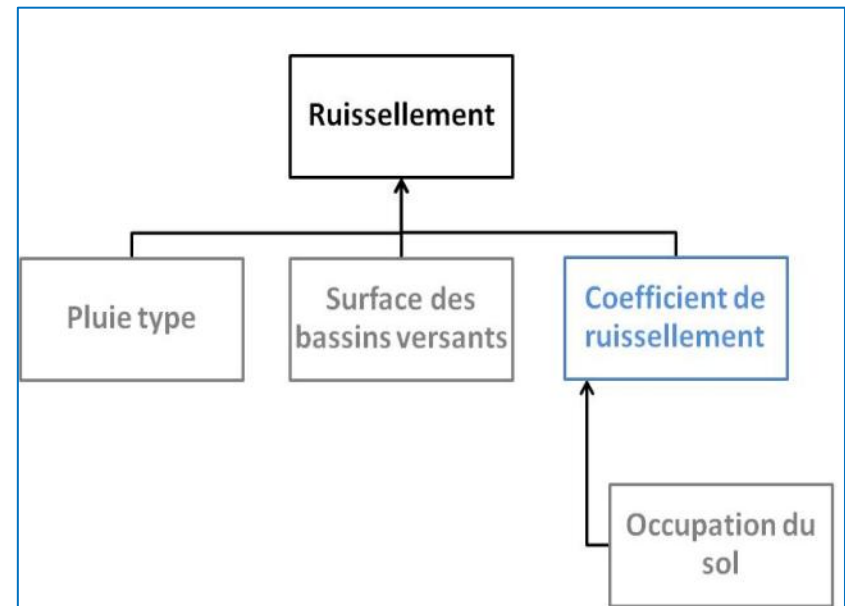 Ruissellement
Pluie type
Surface des
bassins versants
Coefficient de
ruissellement
Occupation du
sol